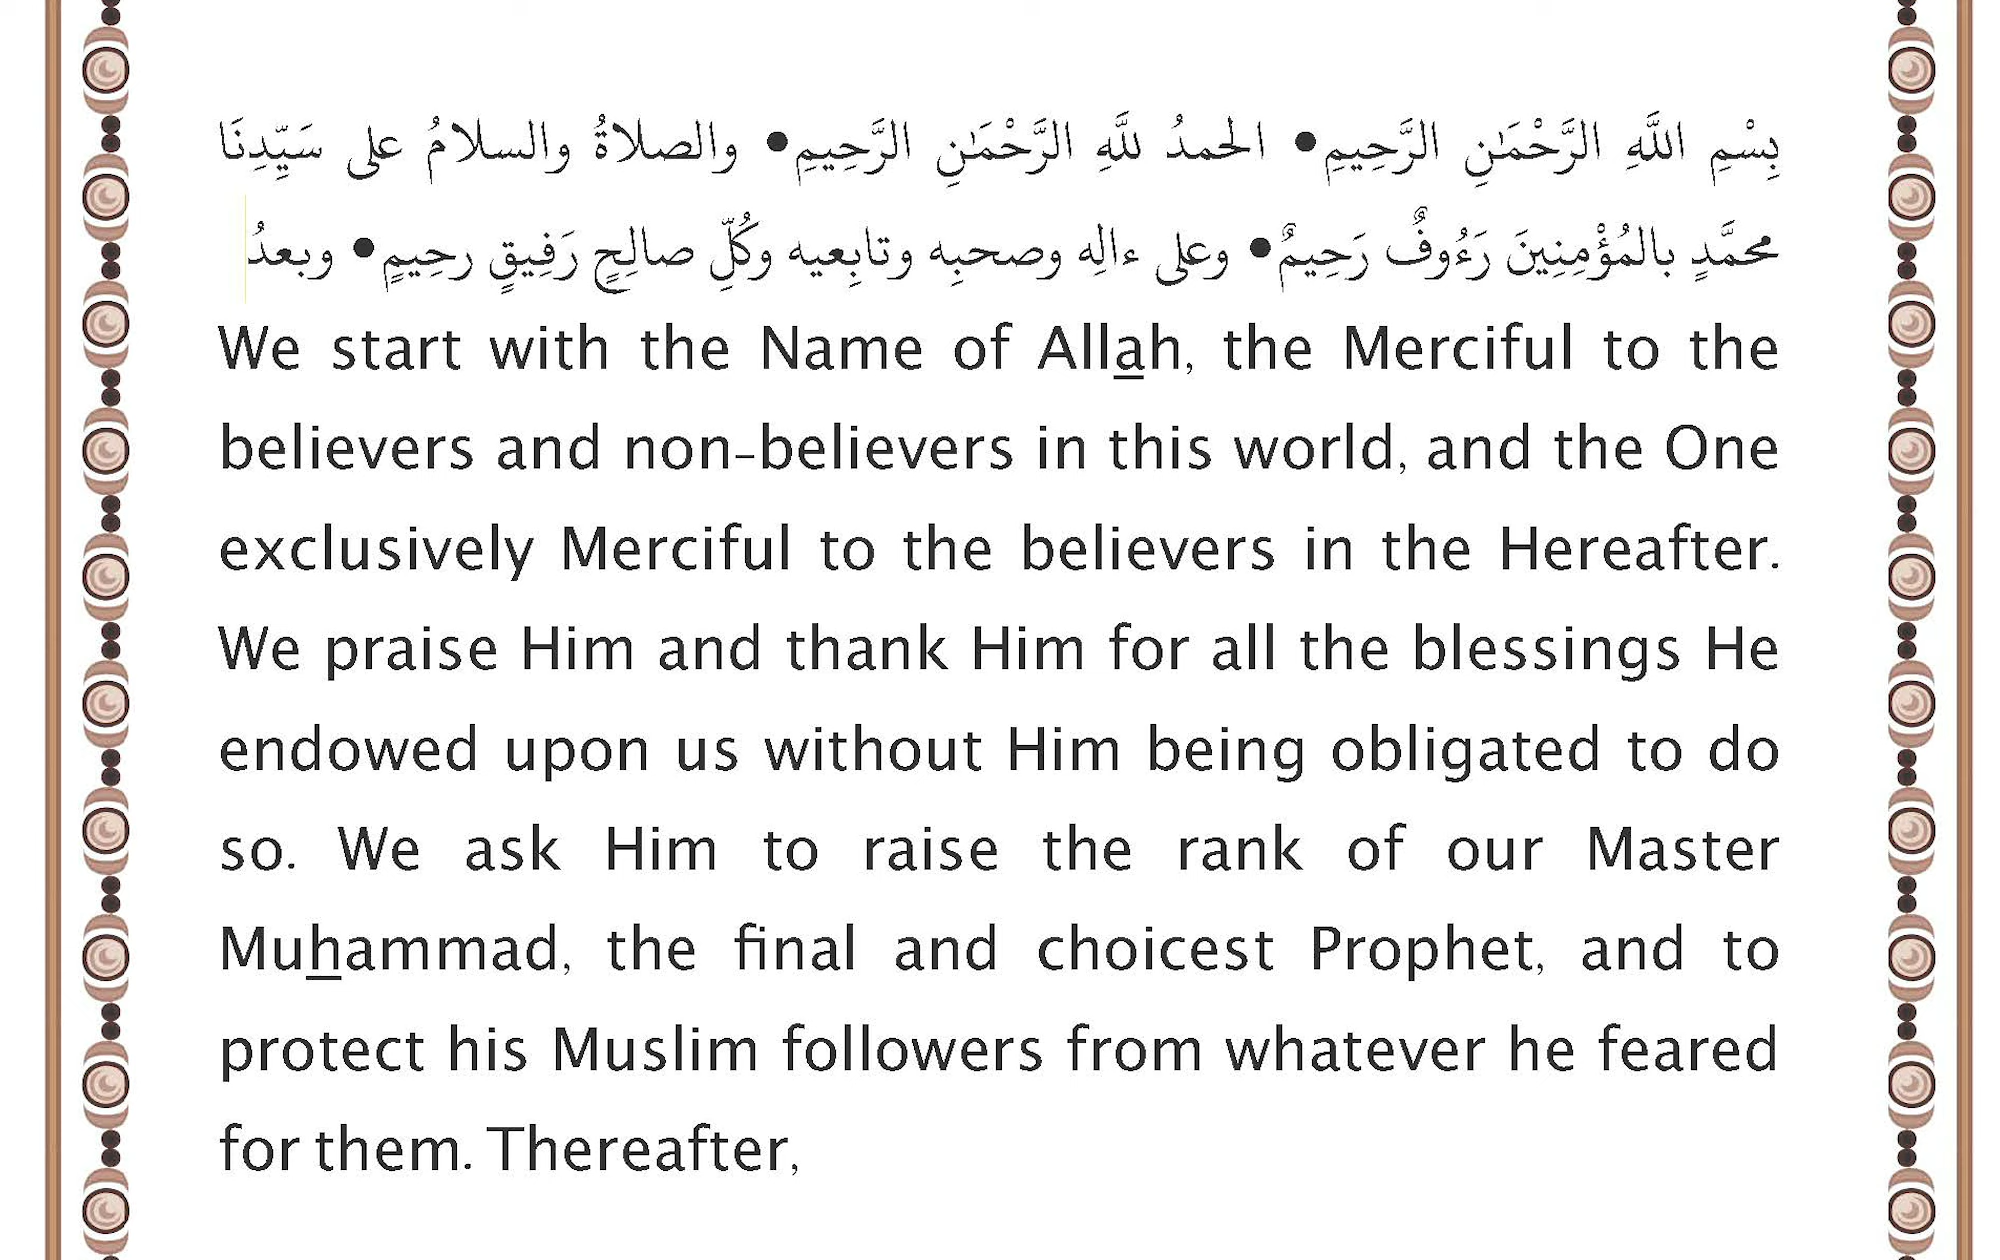 بِسْمِ اللَّهِ الرَّحْمَٰنِ الرَّحِيمِ • الحمدُ للَّهِ الرَّحْمَٰنِ الرَّحِيمِ • والصلاةُ والسلامُ على سَيِّدِنَا
محمَّدٍ بالمُؤْمِنِينَ رَءُوفٌ رَحِيمٌ • وعلى ءالِه وصحبِه وتابِعيه وكُلِّ صالِحٍ رَفِيقٍ رحِيمٍ • وبعدُ
We start with the Name of All<u>a</u>h, the Merciful to the
believers and non-believers in this world, and the One
exclusively Merciful to the believers in the Hereafter.
We praise Him and thank Him for all the blessings He
endowed upon us without Him being obligated to do
so. We ask Him to raise the rank of our Master
Mu<u>h</u>ammad, the final and choicest Prophet, and to
protect his Muslim followers from whatever he feared
for them. Thereafter,